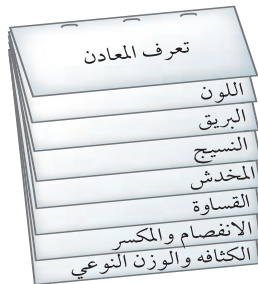 تعرف المعادن
اللون
البريق
النسيج
المخدش
القساوة
الانفصام والمكسر
الكثافه والوزن النوعي